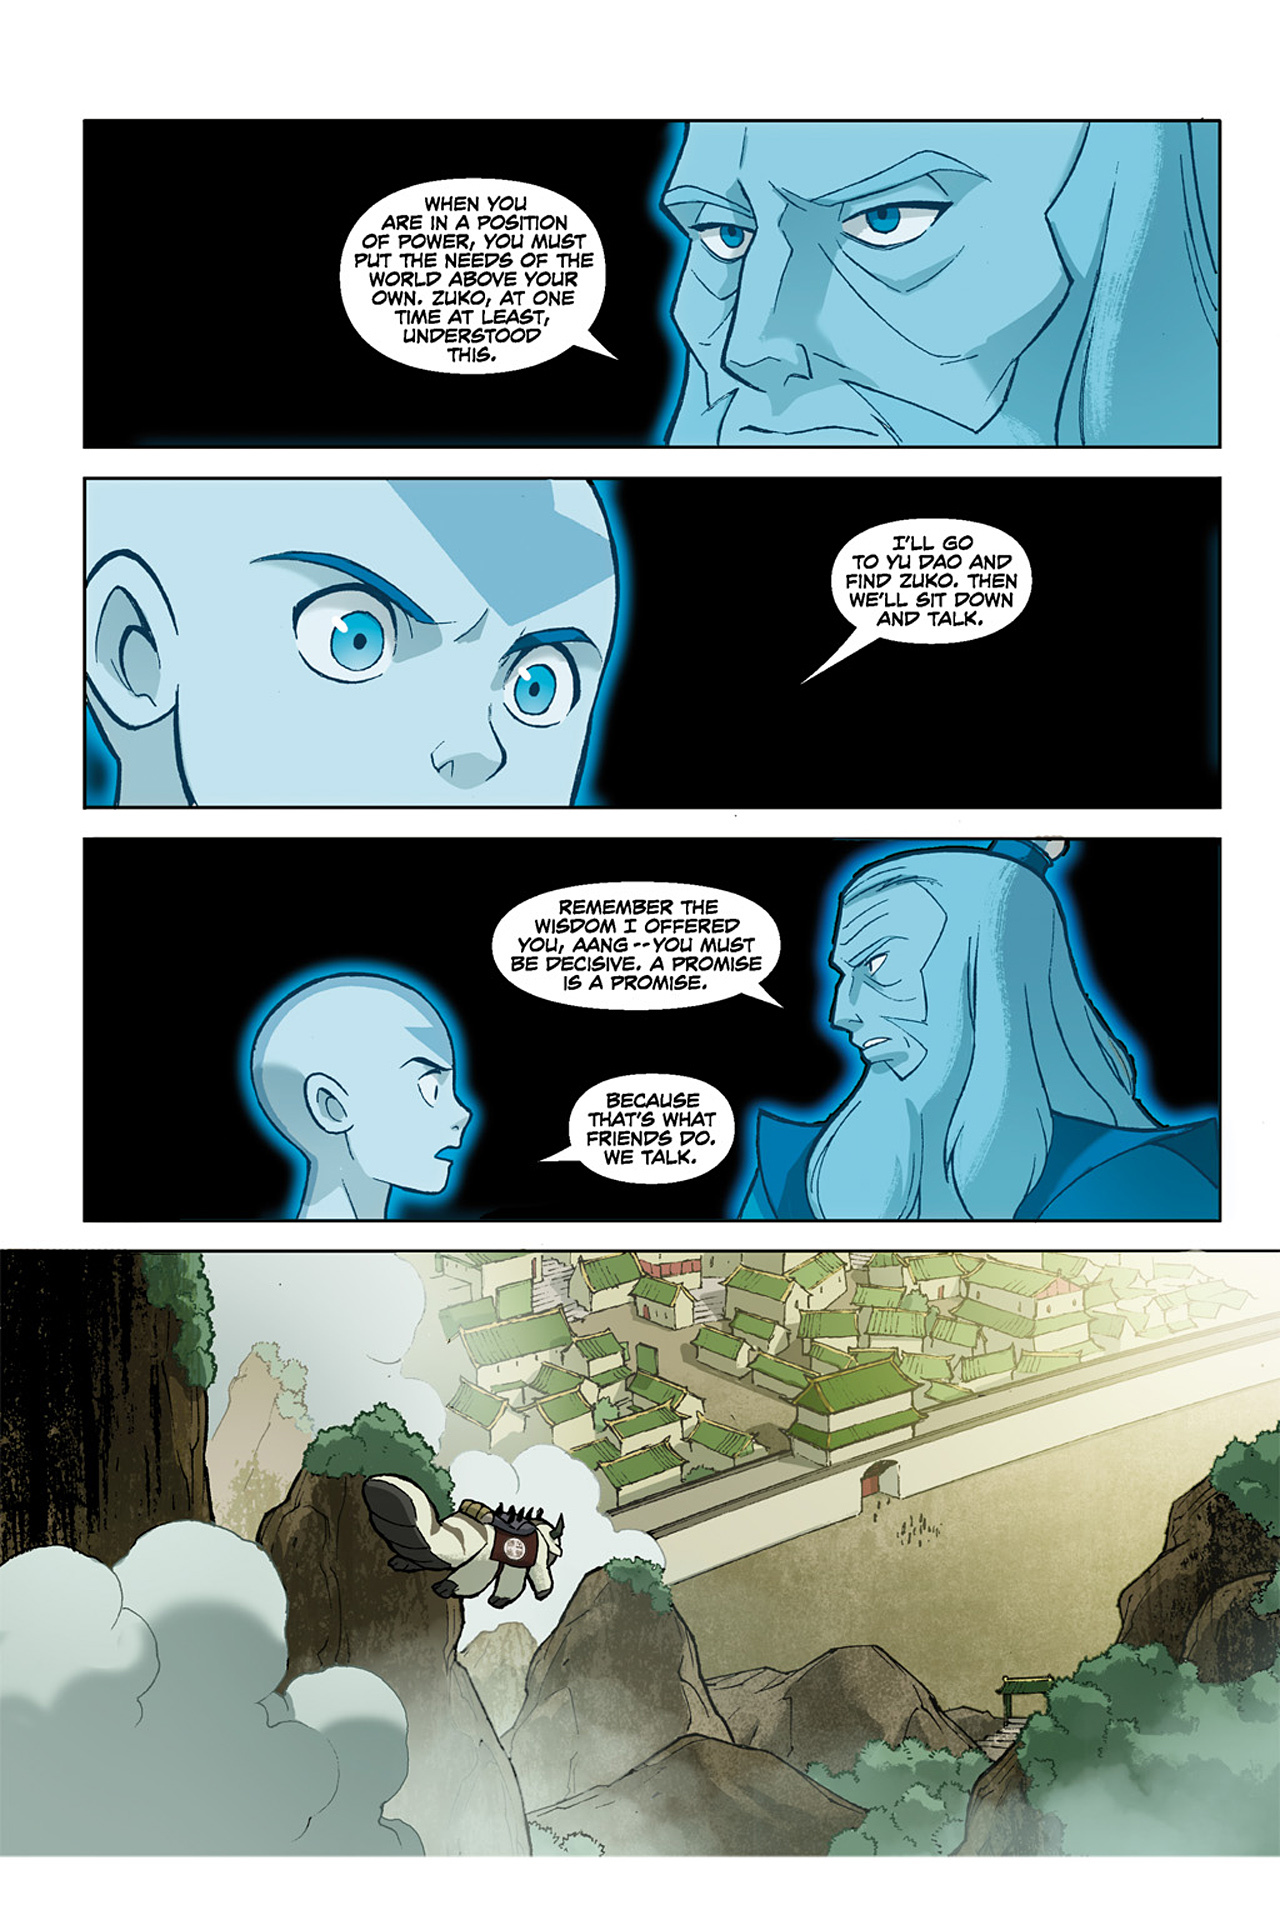 WHEN YOU
ARE IN A POSITION
OF POWER, YOU MUST
PUT THE NEEDS OF THE
WORLD ABOVE YOUR
OWN. ZUKO, AT ONE
TIME AT LEAST,
UNDERSTOOD
THIS.
I'LL GO
TO YU DAO AND
FIND ZUKO. THEN
WE'LL SIT DOWN
AND TALK.
REMEMBER THE
WISDOM I OFFERED
YOU, AANG--YOU MUST
BE DECISIVE. A PROMISE
IS A PROMISE.
BECAUSE
THAT'S WHAT
FRIENDS DO.
WE TALK.